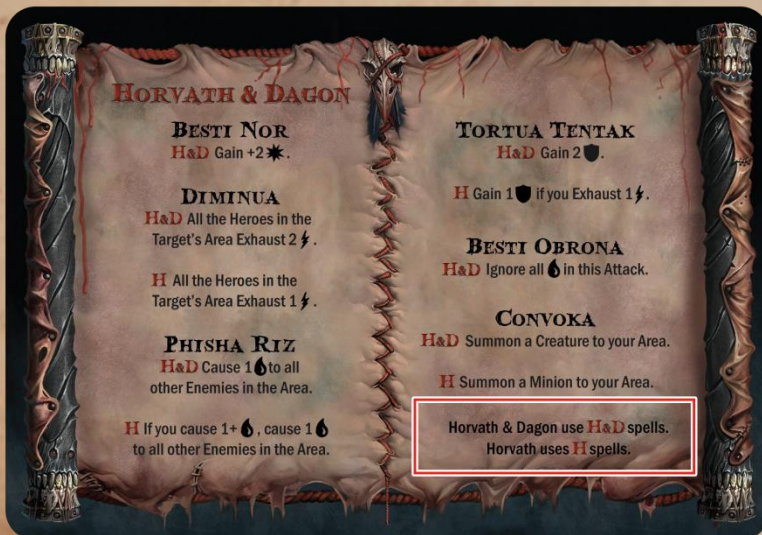 HORVATH & DAGON
BESTI NOR
H&D Gain +2.
DIMINUA
H&D All the Heroes in the
Target's Area Exhaust 2.
H All the Heroes in the
Target's Area Exhaust 1.
PHISHA RIZ
H&D Cause 1 to all
other Enemies in the Area.
H If you cause 1+, cause 1
to all other Enemies in the Area.
TORTUA TENTAK
H&D Gain 2.
H Gain 1 if you Exhaust 1.
BESTI OBRONA
H&D Ignore all in this Attack.
CONVOKA
H&D Summon a Creature to your Area.
H Summon a Minion to your Area.
Horvath & Dagon use H&D spells.
Horvath uses H spells.